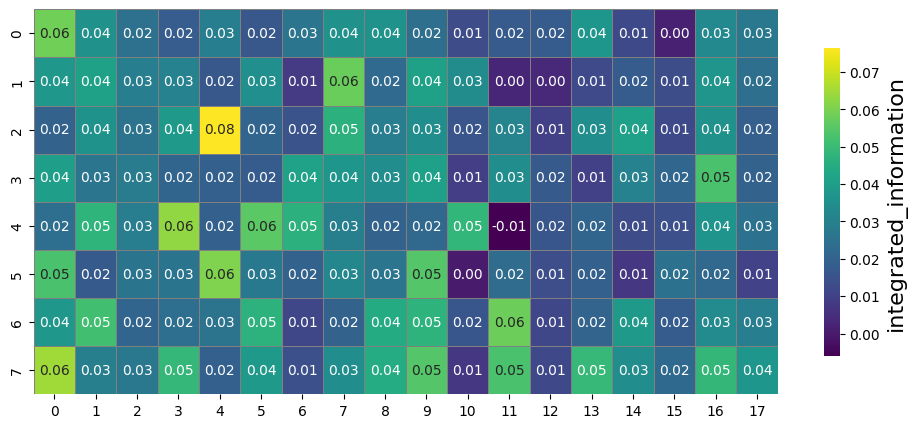 0 0.06 0.04 0.02 0.02 0.03 0.02 0.03 0.04 0.04 0.02 0.01 0.02 0.02 0.04 0.01 0.00 0.03 0.03
1 0.04 0.04 0.03 0.03 0.02 0.03 0.01 0.06 0.02 0.04 0.03 0.00 0.00 0.01 0.02 0.01 0.04 0.02
2 0.02 0.04 0.03 0.04 0.08 0.02 0.02 0.05 0.03 0.03 0.02 0.03 0.01 0.03 0.04 0.01 0.04 0.02
3 0.04 0.03 0.02 0.02 0.02 0.02 0.04 0.04 0.03 0.04 0.01 0.03 0.02 0.01 0.03 0.02 0.05 0.02
4 0.02 0.05 0.03 0.06 0.02 0.06 0.05 0.03 0.02 0.02 0.05 -0.01 0.02 0.02 0.01 0.01 0.04 0.03
5 0.05 0.02 0.03 0.03 0.06 0.03 0.02 0.03 0.03 0.05 0.00 0.02 0.01 0.02 0.01 0.02 0.02 0.01
6 0.04 0.05 0.02 0.02 0.03 0.05 0.01 0.02 0.04 0.05 0.02 0.06 0.01 0.02 0.04 0.02 0.03 0.03
7 0.06 0.03 0.03 0.05 0.02 0.04 0.01 0.03 0.04 0.05 0.01 0.05 0.01 0.05 0.03 0.02 0.05 0.04
0 1 2 3 4 5 6 7 8 9 10 11 12 13 14 15 16 17
0.07
0.06
0.05
0.04
0.03
0.02
0.01
0.00
integrated_information